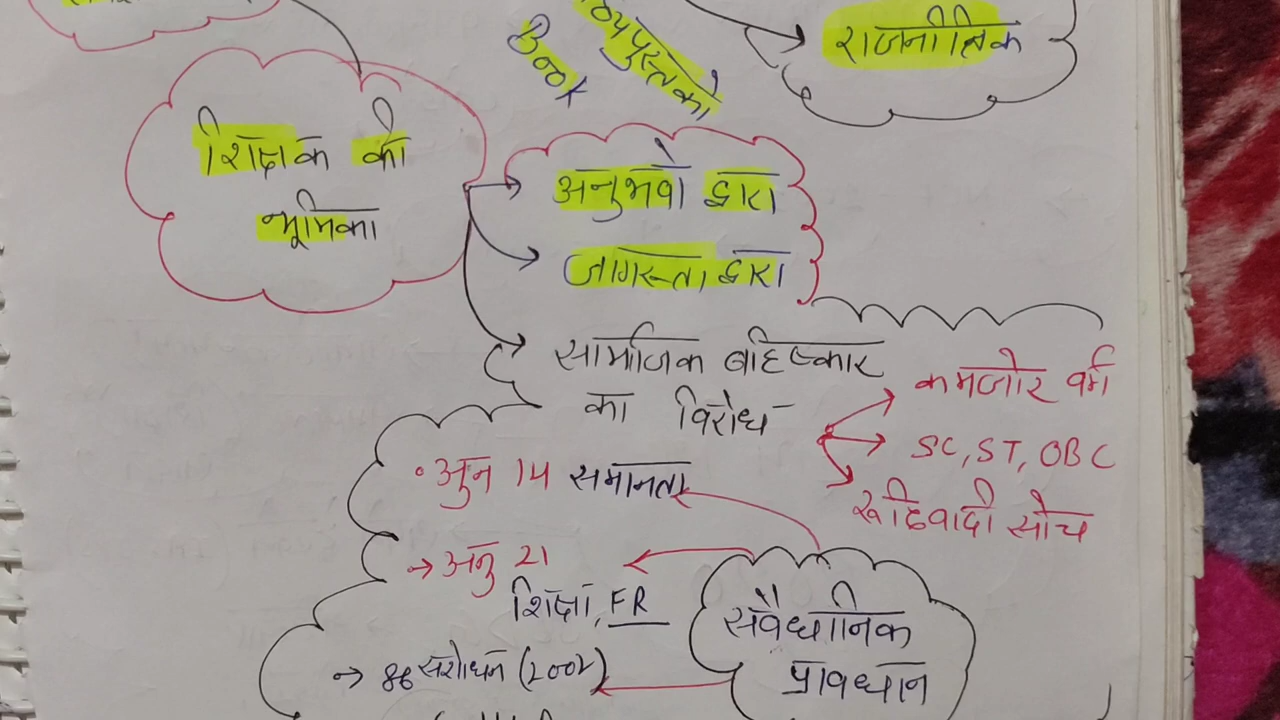 राजनीतिक
Book
पुस्तको
शिक्षक की
भूमिका
अनुभवो द्वारा
जागरूता द्वारा
सामाजिक बहिष्कार
का विरोध
कमजोर वर्ग
SC, ST, OBC
रूढिवादी सोच
• अनु 14 समानता
→ अनु 21
शिक्षा, FR
→ 86 संशोधन (2002)
संवैधानिक
प्रावधान